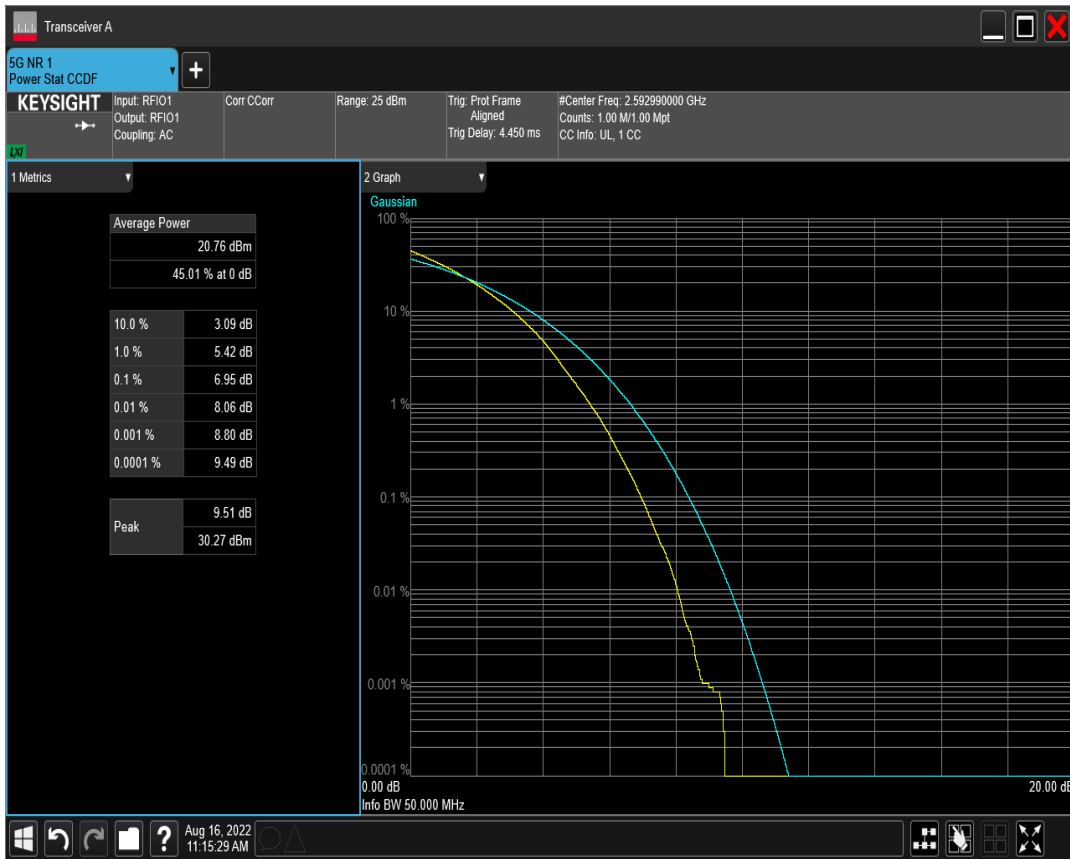 Transceiver A
5G NR 1
Power Stat CCDF
+
KEYSIGHT
LXI
Input: RFIO1
Output: RFIO1
Coupling: AC
Corr CCorr
Range: 25 dBm
Trig: Prot Frame
Aligned
Trig Delay: 4.450 ms
#Center Freq: 2.592990000 GHz
Counts: 1.00 M/1.00 Mpt
CC Info: UL, 1 CC
1 Metrics
Average Power
20.76 dBm
45.01 % at 0 dB
10.0 % 3.09 dB
1.0 % 5.42 dB
0.1 % 6.95 dB
0.01 % 8.06 dB
0.001 % 8.80 dB
0.0001 % 9.49 dB
Peak 9.51 dB
30.27 dBm
2 Graph
Gaussian
100 %
10 %
1 %
0.1 %
0.01 %
0.001 %
0.0001 %
0.00 dB 20.00 dB
Info BW 50.000 MHz
?
Aug 16, 2022
11:15:29 AM